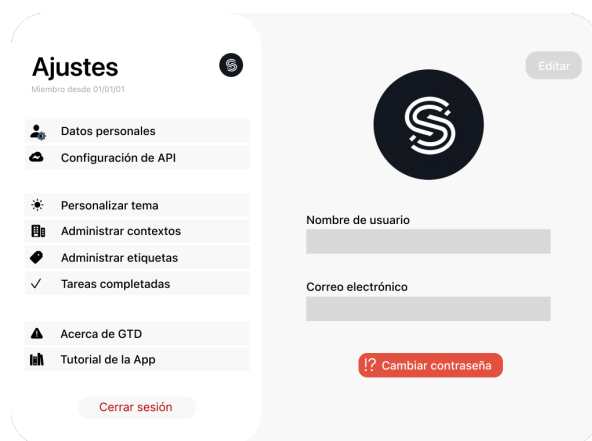 Ajustes
Miembro desde 01/01/01
Datos personales
Configuración de API
Personalizar tema
Administrar contextos
Administrar etiquetas
Tareas completadas
Acerca de GTD
Tutorial de la App
Cerrar sesión
Editar
Nombre de usuario
Correo electrónico
!? Cambiar contraseña